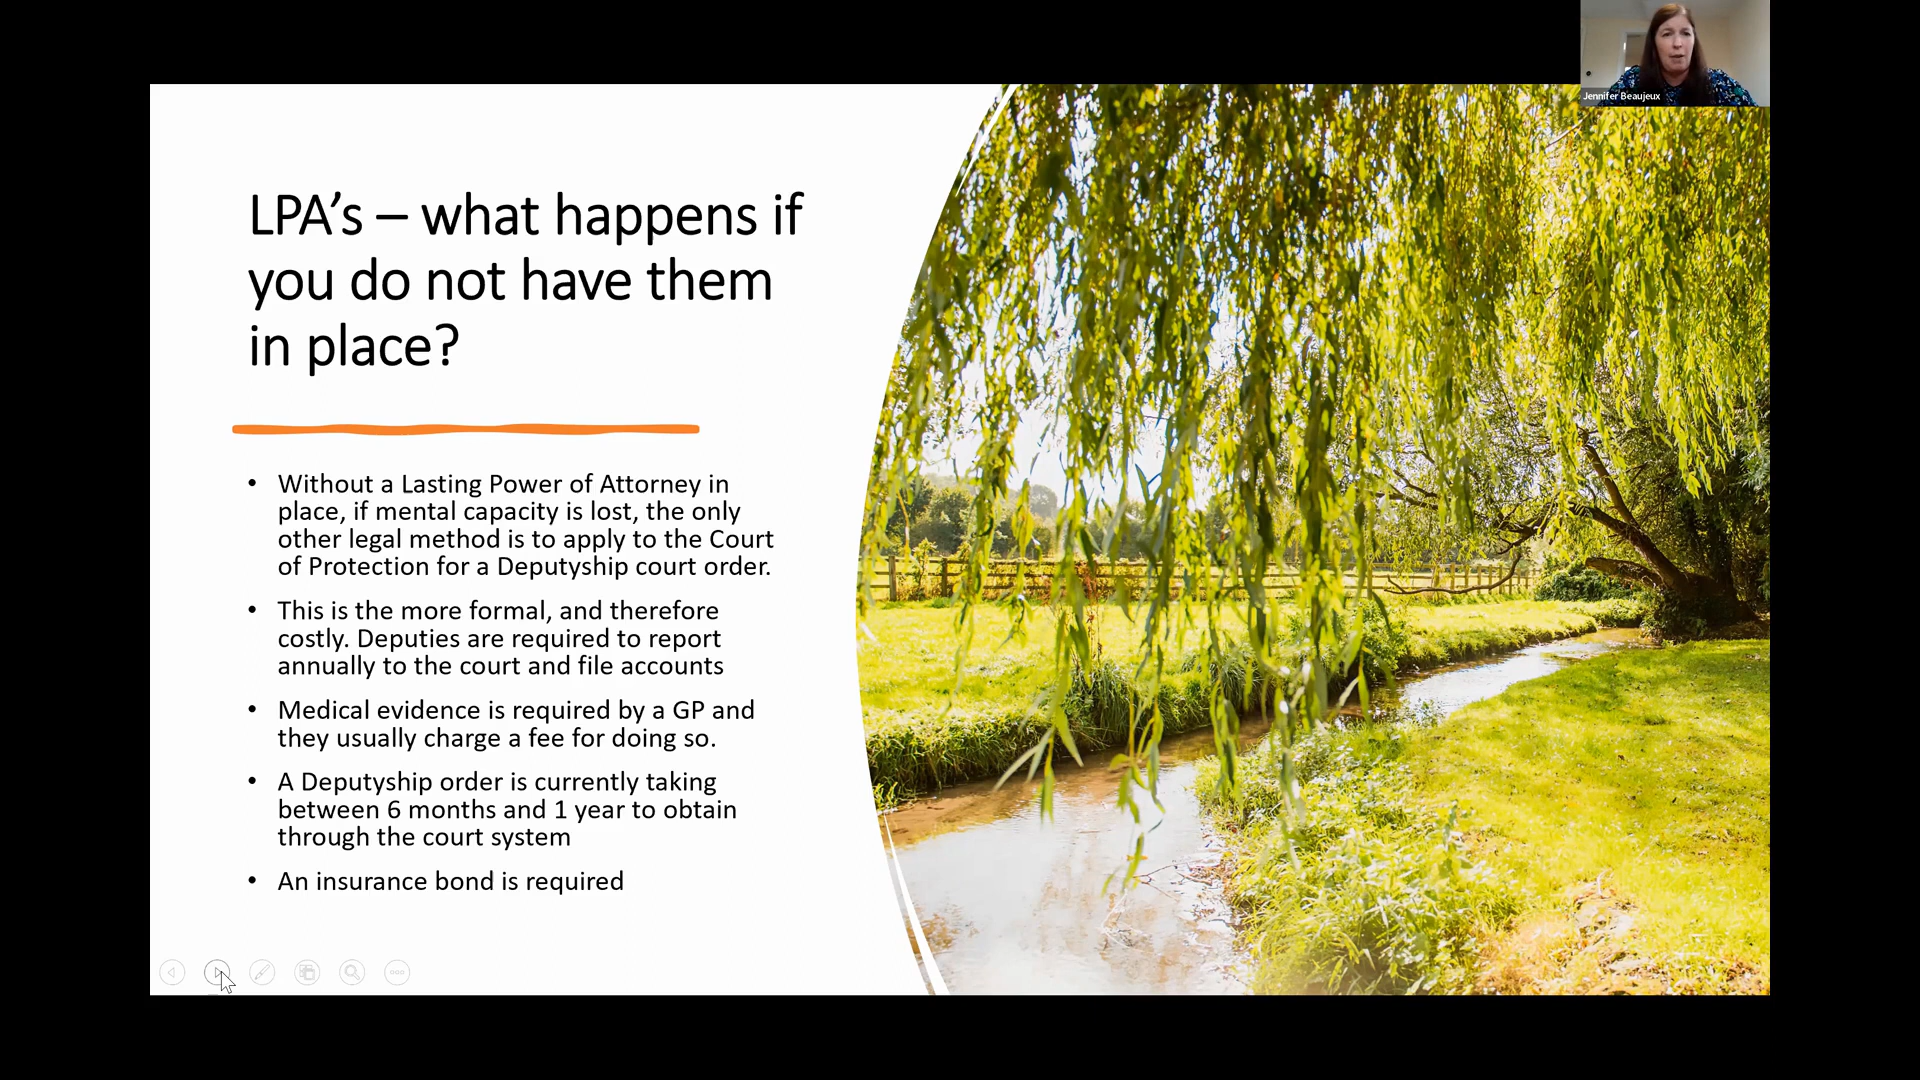 Jennifer Beaujeux
LPA’s – what happens if
you do not have them
in place?
• Without a Lasting Power of Attorney in
place, if mental capacity is lost, the only
other legal method is to apply to the Court
of Protection for a Deputyship court order.
• This is the more formal, and therefore
costly. Deputies are required to report
annually to the court and file accounts
• Medical evidence is required by a GP and
they usually charge a fee for doing so.
• A Deputyship order is currently taking
between 6 months and 1 year to obtain
through the court system
• An insurance bond is required